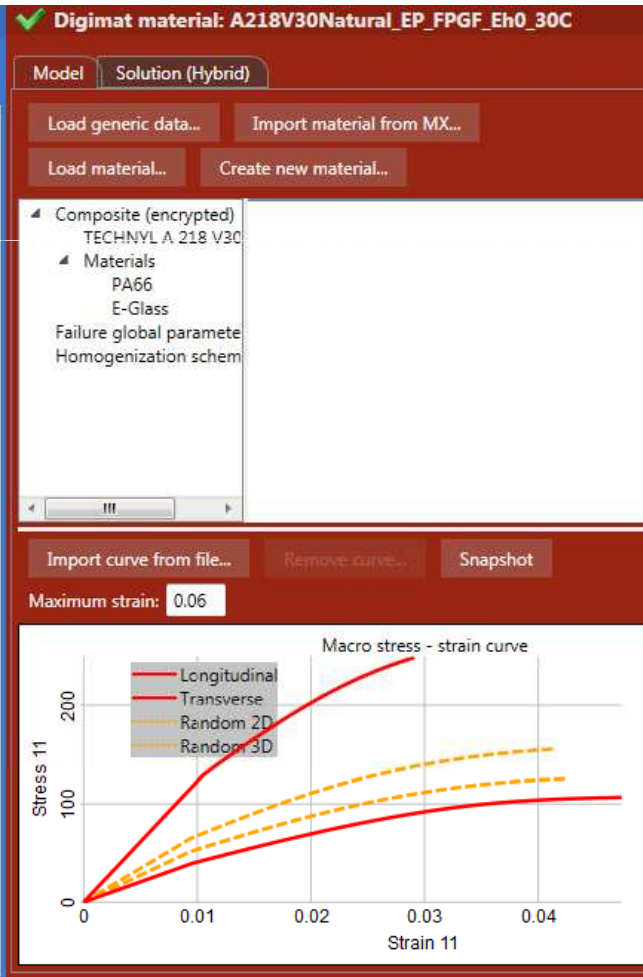 Digimat material: A218V30Natural_EP_FPGF_Eh0_30C
Model Solution (Hybrid)
Load generic data... Import material from MX...
Load material... Create new material...
Composite (encrypted)
TECHNYL A 218 V30
Materials
PA66
E-Glass
Failure global paramete
Homogenization schem
Import curve from file... Remove curve... Snapshot
Maximum strain: 0.06
Macro stress - strain curve
Longitudinal
Transverse
Random 2D
Random 3D
Stress 11
200
100
0
0 0.01 0.02 0.03 0.04
Strain 11